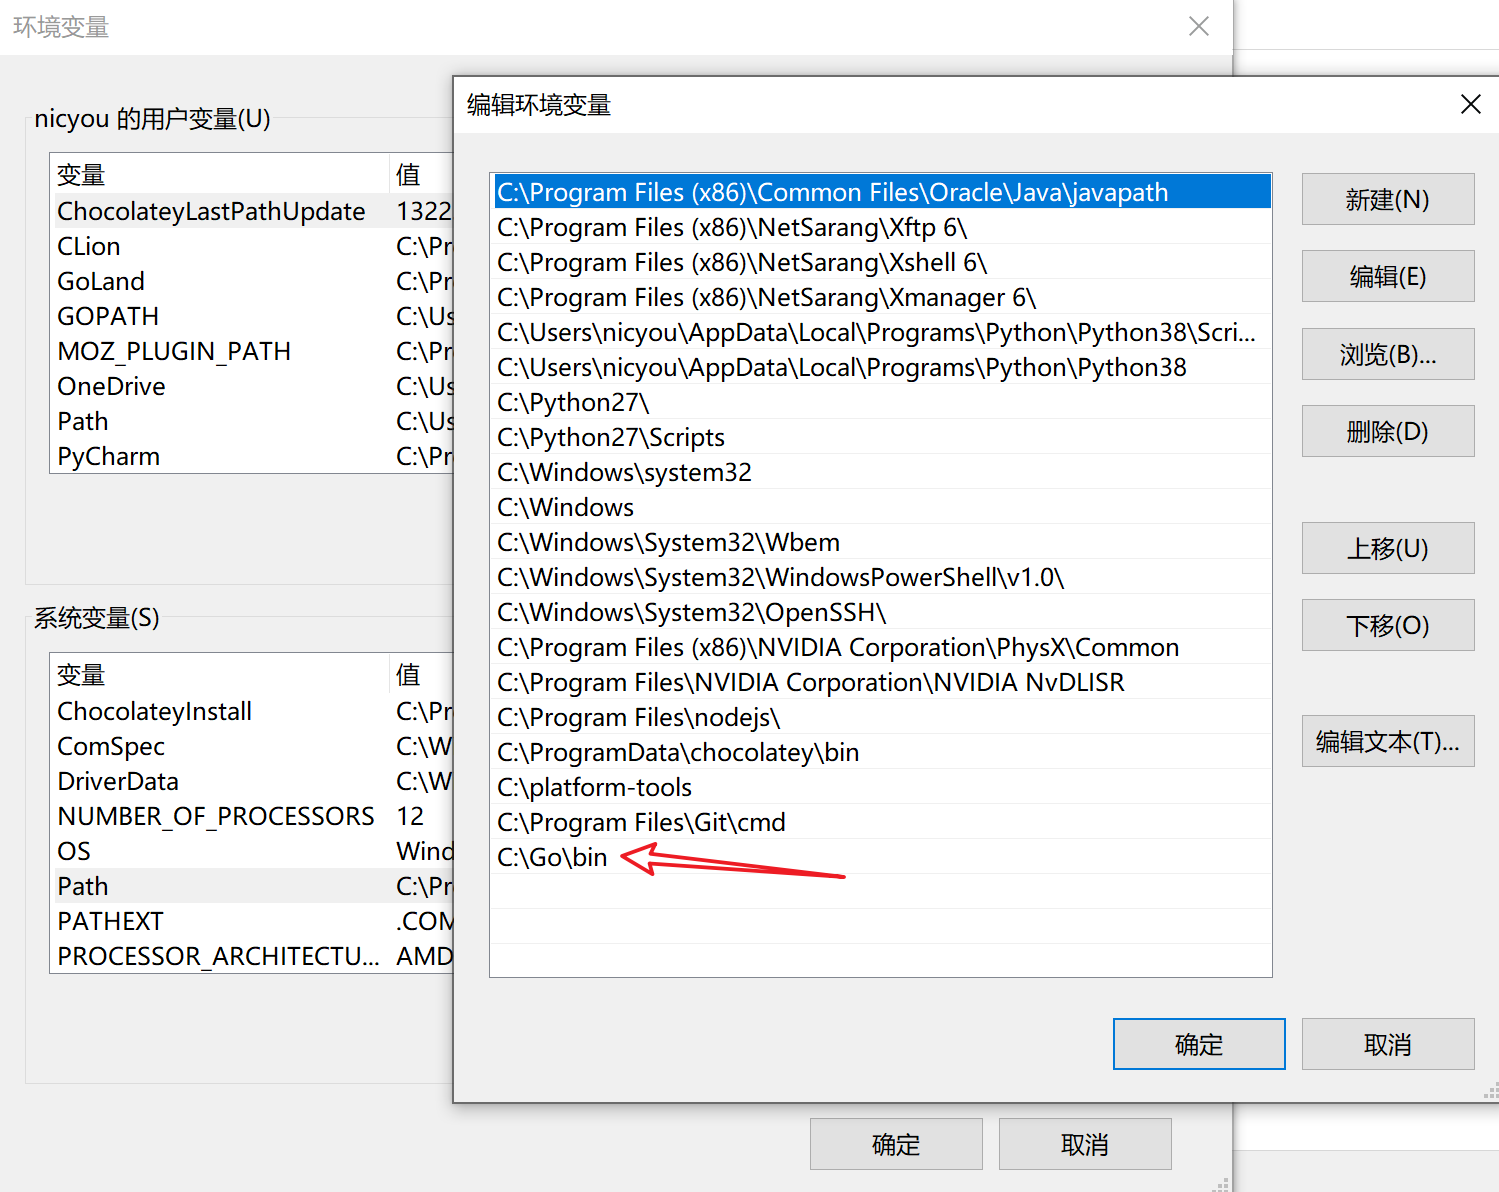 环境变量
nicyou 的用户变量(U)
变量 值
ChocolateyLastPathUpdate 1322
CLion C:\Pr
GoLand C:\Pr
GOPATH C:\Us
MOZ_PLUGIN_PATH C:\Pr
OneDrive C:\Us
Path C:\Us
PyCharm C:\Pr
系统变量(S)
变量 值
ChocolateyInstall C:\Pr
ComSpec C:\W
DriverData C:\W
NUMBER_OF_PROCESSORS 12
OS Wind
Path C:\Pr
PATHEXT .COM
PROCESSOR_ARCHITECTU... AMD
确定
取消
编辑环境变量
C:\Program Files (x86)\Common Files\Oracle\Java\javapath
C:\Program Files (x86)\NetSarang\Xftp 6\
C:\Program Files (x86)\NetSarang\Xshell 6\
C:\Program Files (x86)\NetSarang\Xmanager 6\
C:\Users\nicyou\AppData\Local\Programs\Python\Python38\Scri...
C:\Users\nicyou\AppData\Local\Programs\Python\Python38
C:\Python27\
C:\Python27\Scripts
C:\Windows\system32
C:\Windows
C:\Windows\System32\Wbem
C:\Windows\System32\WindowsPowerShell\v1.0\
C:\Windows\System32\OpenSSH\
C:\Program Files (x86)\NVIDIA Corporation\PhysX\Common
C:\Program Files\NVIDIA Corporation\NVIDIA NvDLISR
C:\Program Files\nodejs\
C:\ProgramData\chocolatey\bin
C:\platform-tools
C:\Program Files\Git\cmd
C:\Go\bin
新建(N)
编辑(E)
浏览(B)...
删除(D)
上移(U)
下移(O)
编辑文本(T)...
确定
取消